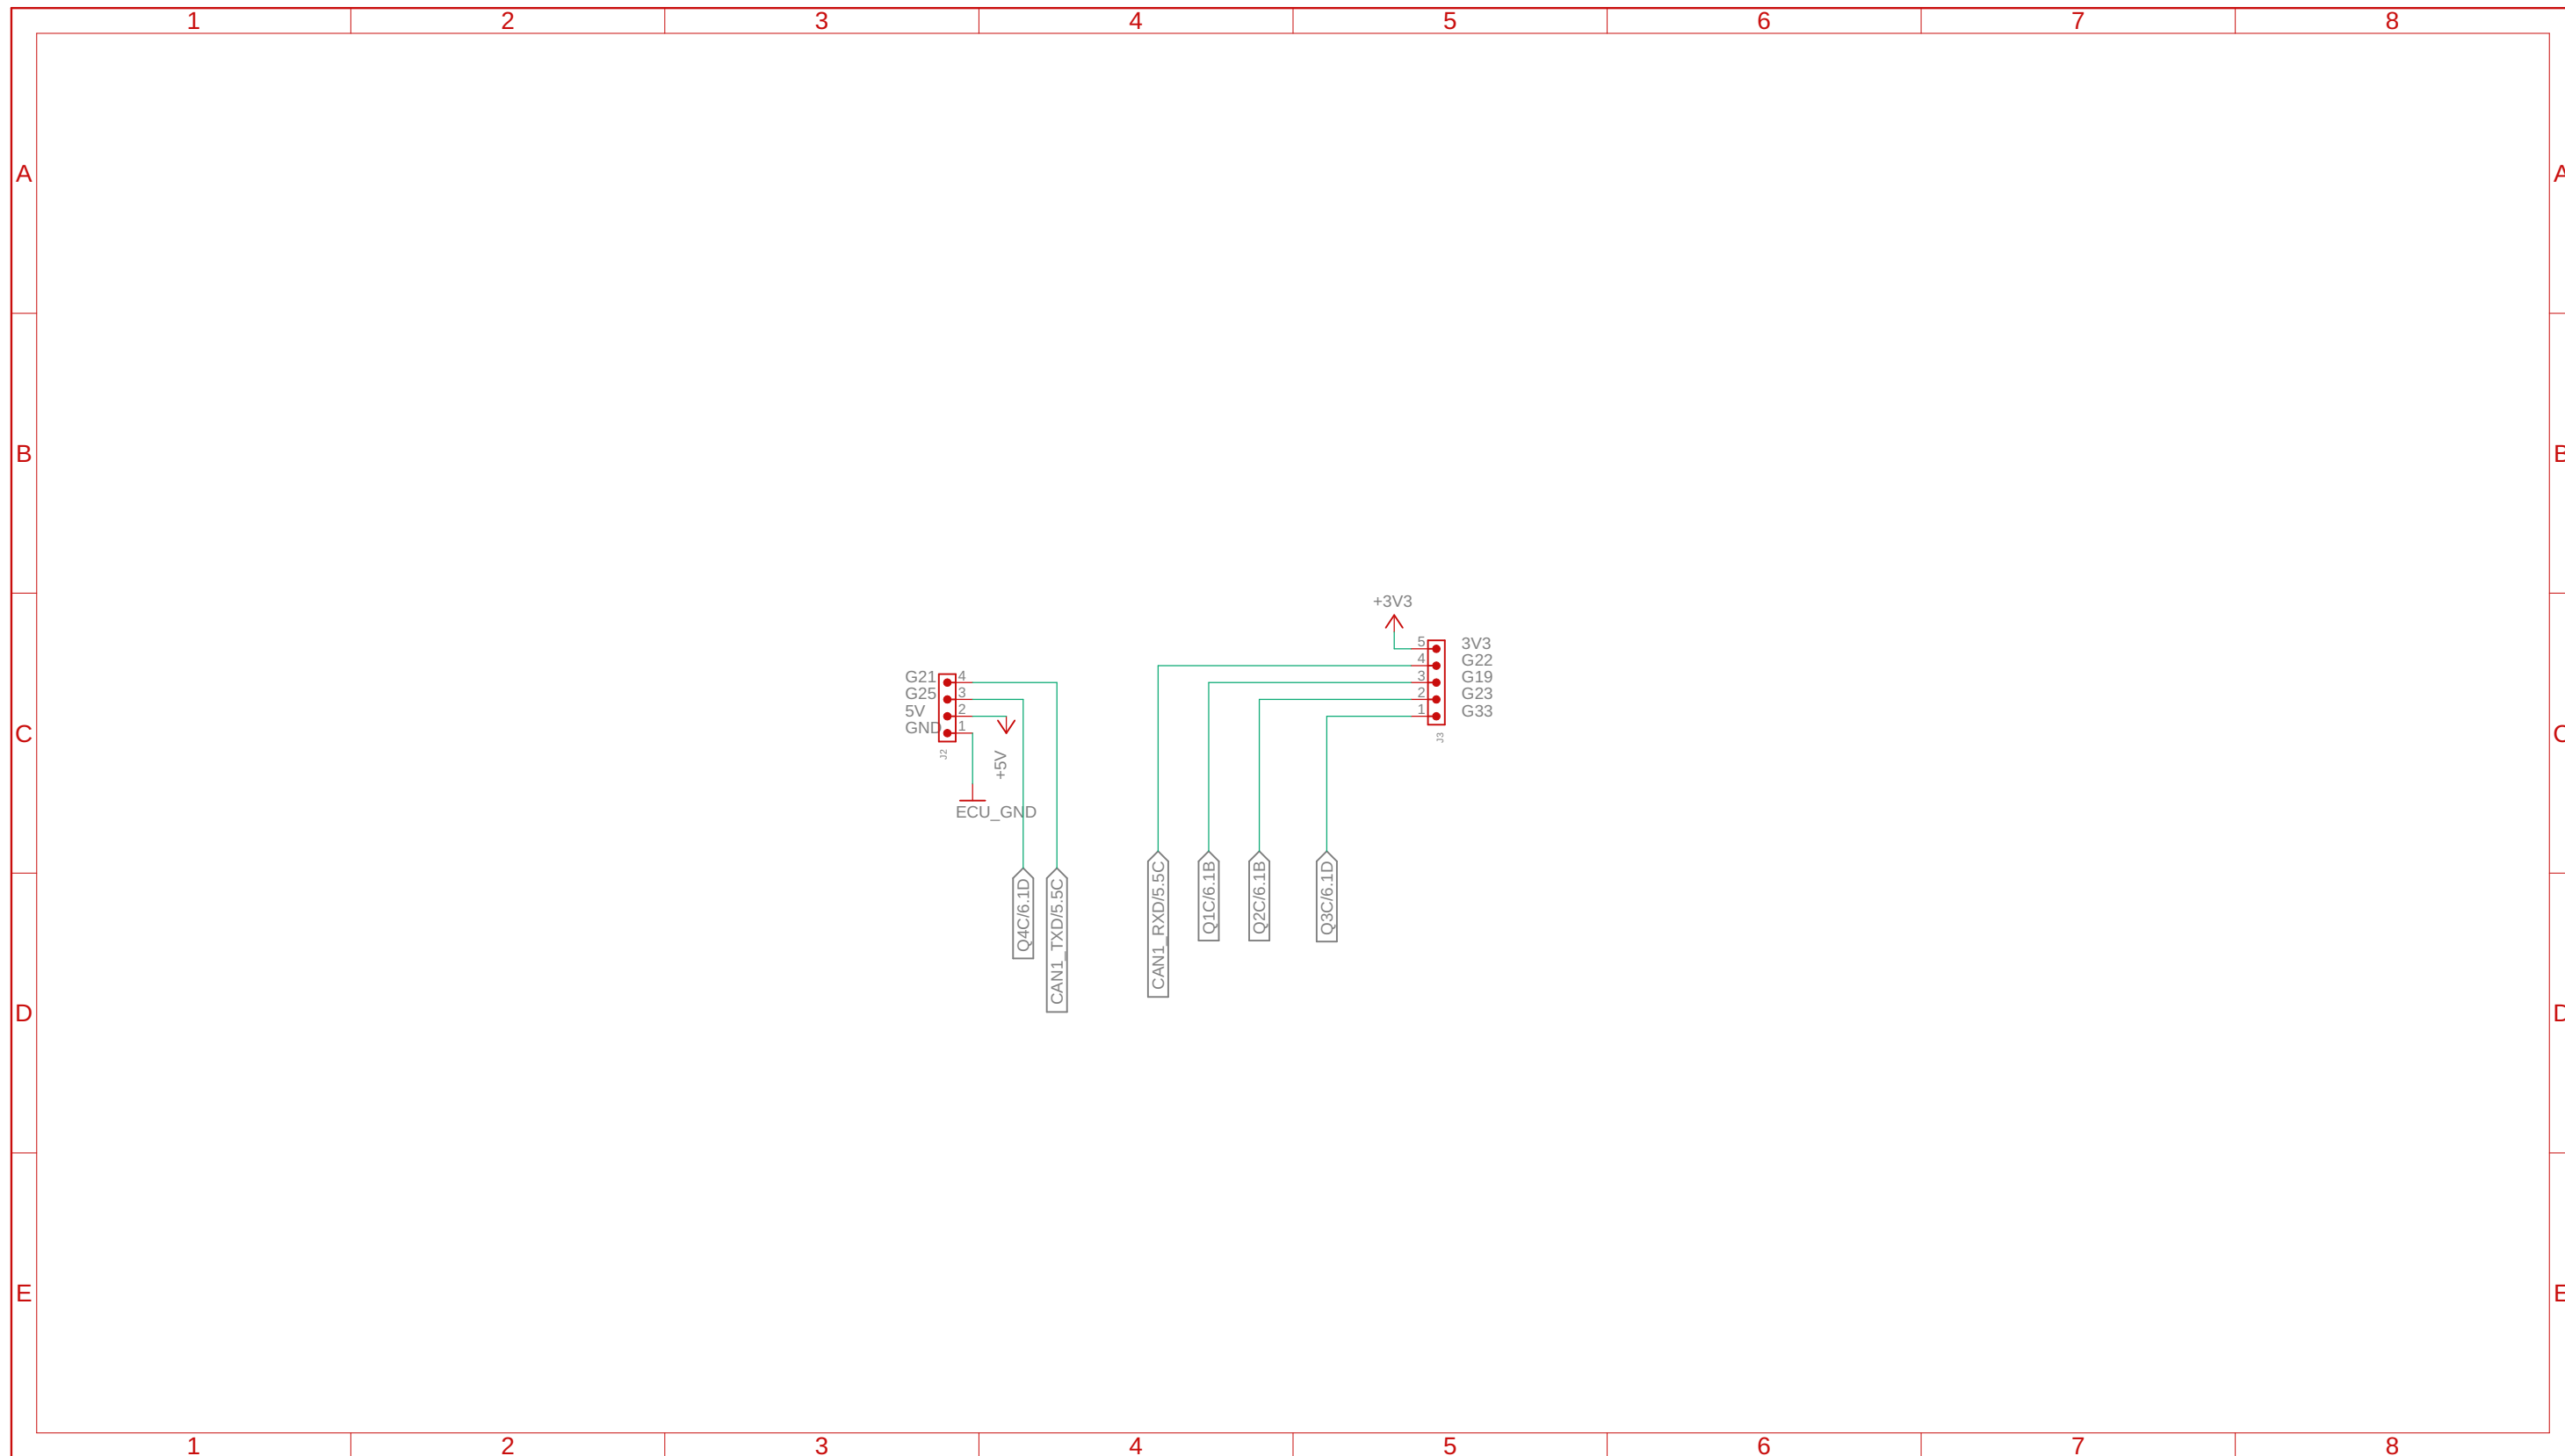 1 2 3 4 5 6 7 8
A A
B B
+3V3
5 3V3
4 G22
3 G19
2 G23
1 G33
J3
G21 4
G25 3
5V 2
GND 1
J2
+5V
ECU_GND
C C
Q4C/6.1D
CAN1_TXD/5.5C
CAN1_RXD/5.5C
Q1C/6.1B
Q2C/6.1B
Q3C/6.1D
D D
E E
1 2 3 4 5 6 7 8